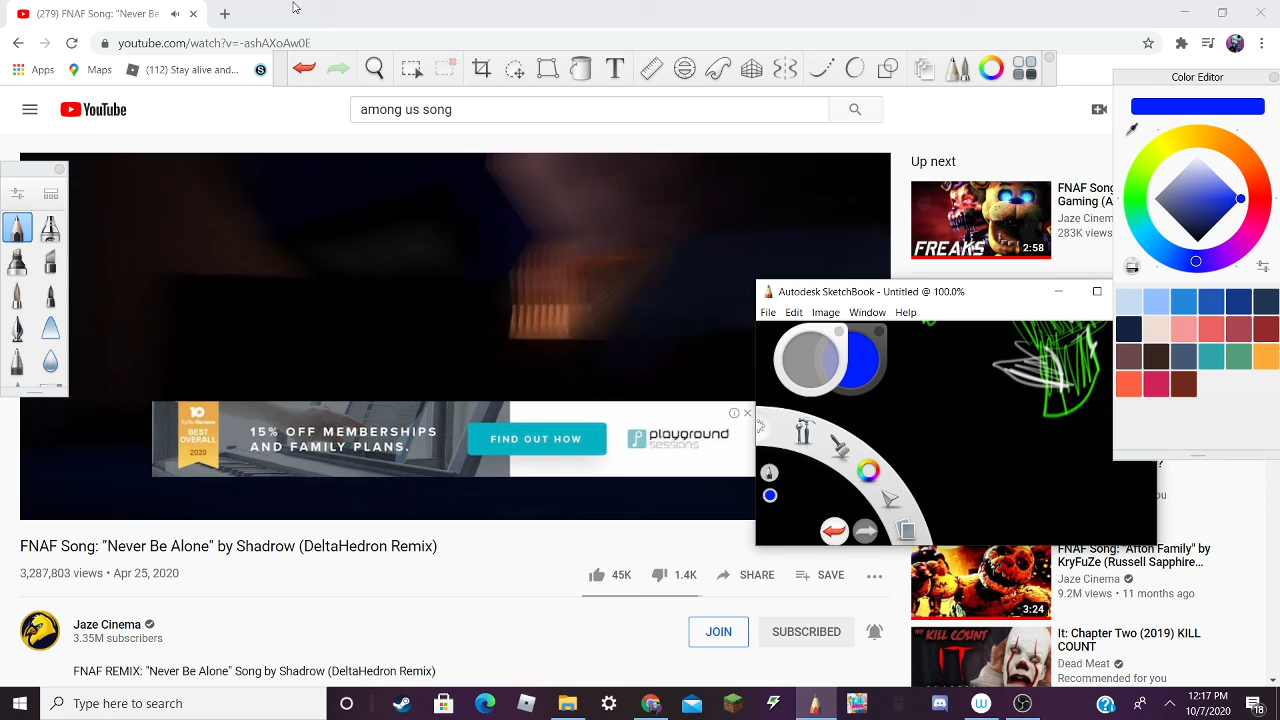 (279) FNAF Song: "Never Be
youtube.com/watch?v=-ashAXoAw0E
Apps
Maps
(112) Stay alive and...
YouTube
among us song
Color Editor
Up next
FNAF Song
Gaming (A
Jaze Cinem
283K views
FREAKS
2:58
Autodesk SketchBook - Untitled @ 100.0%
File
Edit
Image
Window
Help
10
BEST
OVERALL
2020
15% OFF MEMBERSHIPS
AND FAMILY PLANS.
FIND OUT HOW
playground
sessions
FNAF Song: "Never Be Alone" by Shadrow (DeltaHedron Remix)
3,287,803 views • Apr 25, 2020
45K
1.4K
SHARE
SAVE
Jaze Cinema
3.35M subscribers
JOIN
SUBSCRIBED
FNAF REMIX: "Never Be Alone" Song by Shadrow (DeltaHedron Remix)
FNAF Song: "Afton Family" by
KryFuZe (Russell Sapphire...
Jaze Cinema
9.2M views • 11 months ago
3:24
THE KILL COUNT
IT
It: Chapter Two (2019) KILL
COUNT
Dead Meat
Recommended for you
Type here to search
12:17 PM
10/7/2020
18